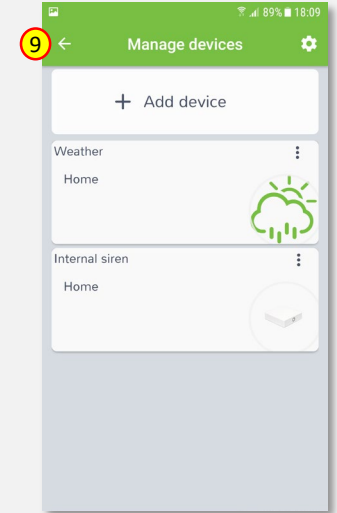 89% 18:09
9 ← Manage devices
+ Add device
Weather
Home
Internal siren
Home